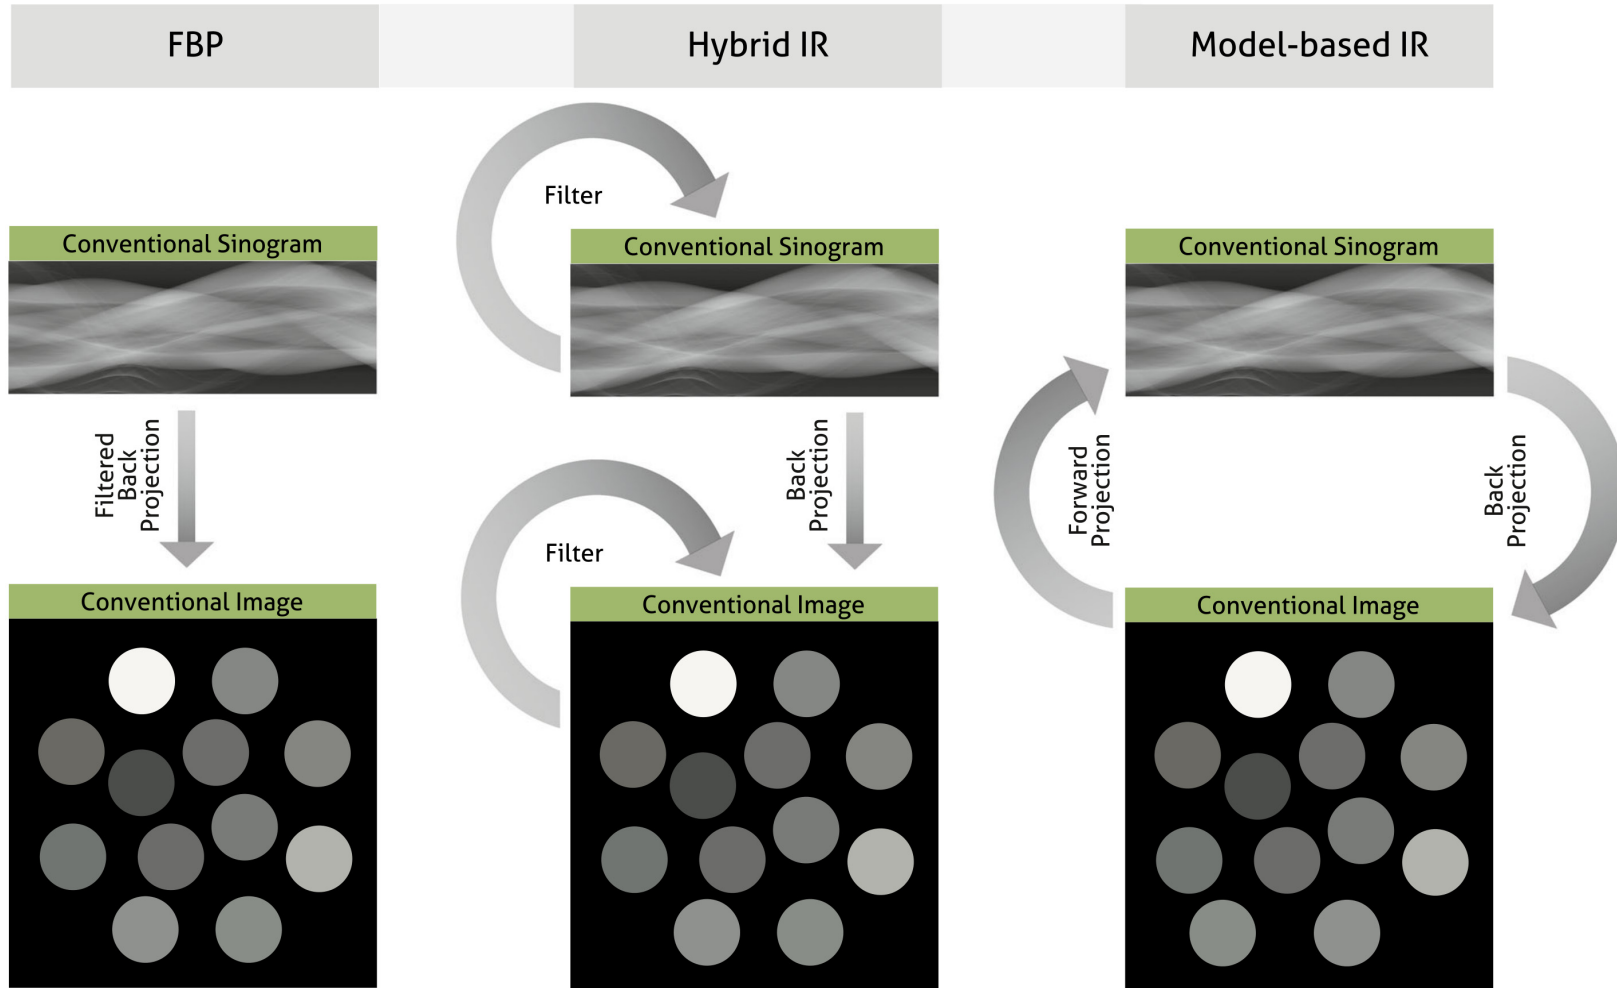 FBP
Hybrid IR
Model-based IR
Filter
Conventional Sinogram
Conventional Sinogram
Conventional Sinogram
Filtered
Back
Projection
Filter
Back
Projection
Forward
Projection
Back
Projection
Conventional Image
Conventional Image
Conventional Image